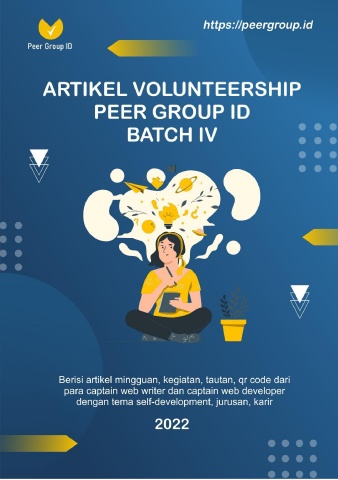 Peer Group ID
https://peergroup.id
ARTIKEL VOLUNTEERSHIP
PEER GROUP ID
BATCH IV
Berisi artikel mingguan, kegiatan, tautan, qr code dari
para captain web writer dan captain web developer
dengan tema self-development, jurusan, karir
2022